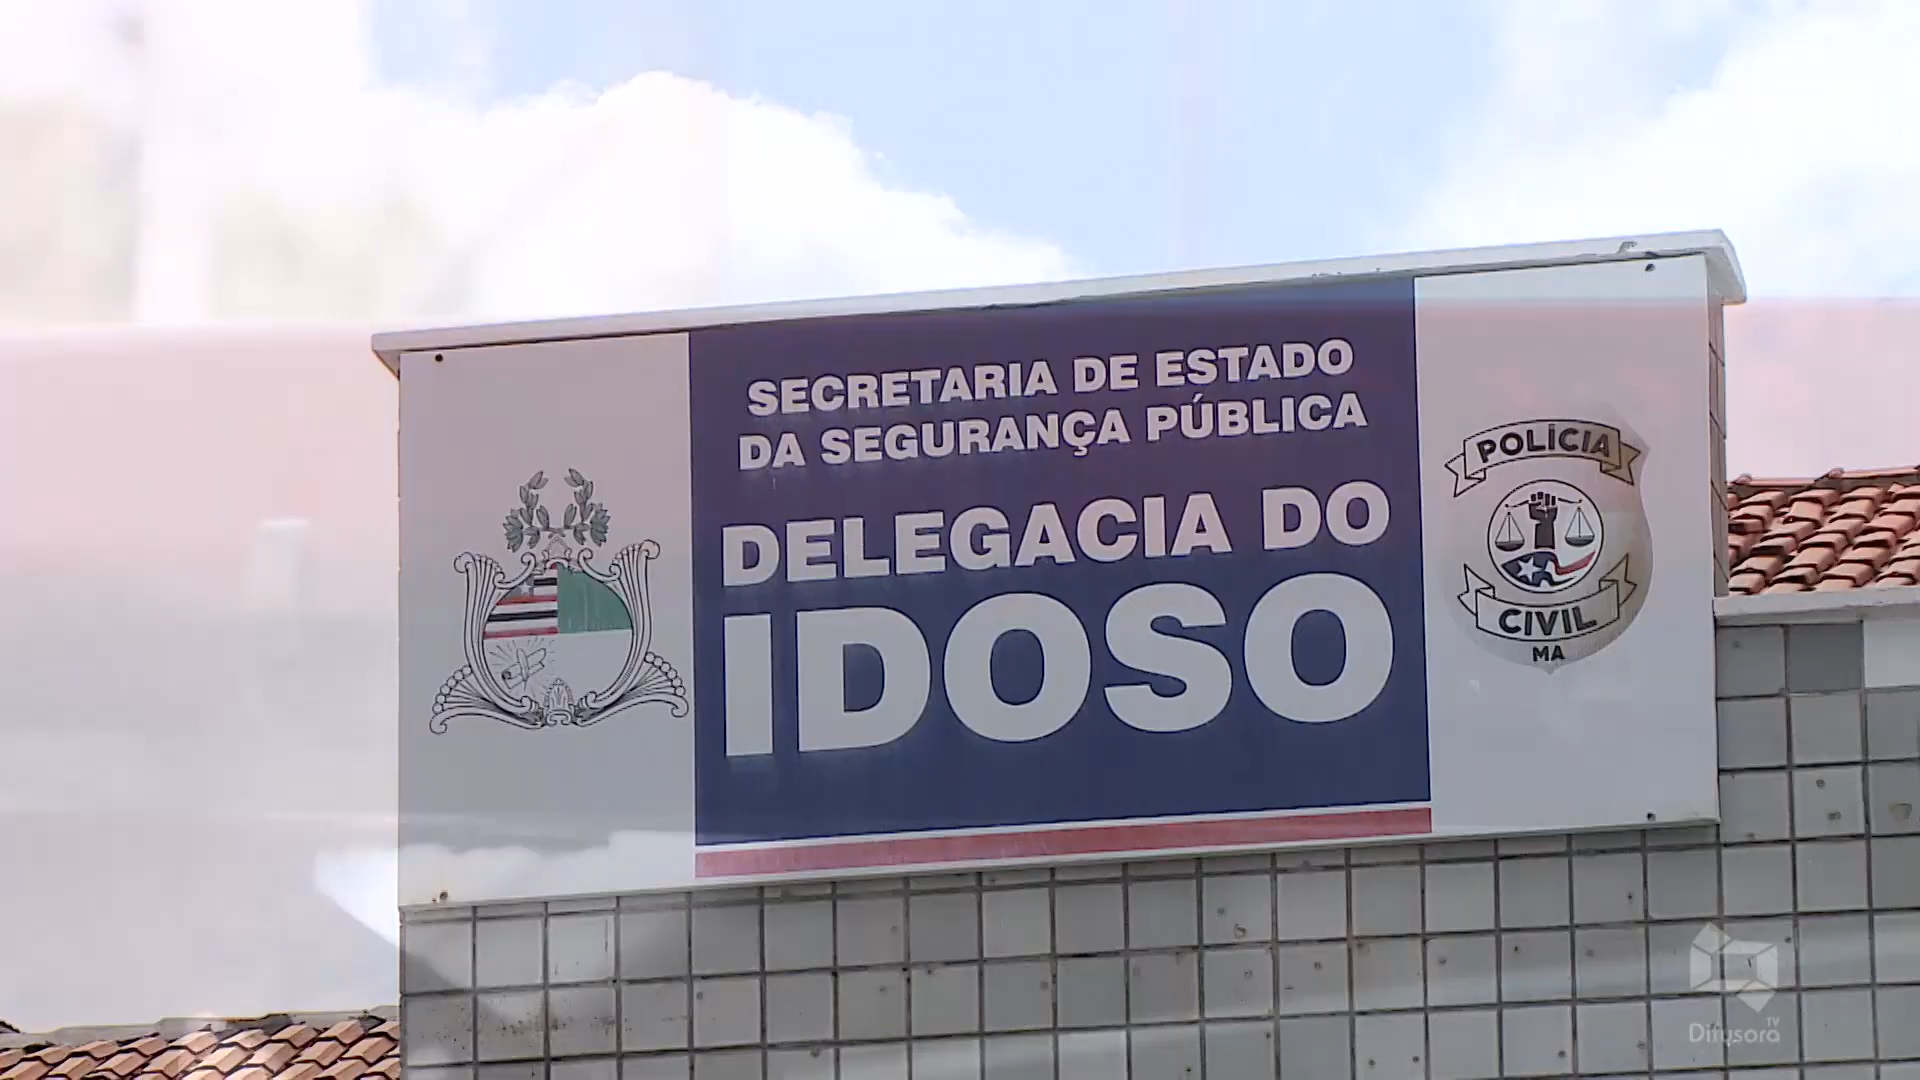 SECRETARIA DE ESTADO
DA SEGURANÇA PÚBLICA
DELEGACIA DO
IDOSO
POLÍCIA
CIVIL
MA
Difusora TV